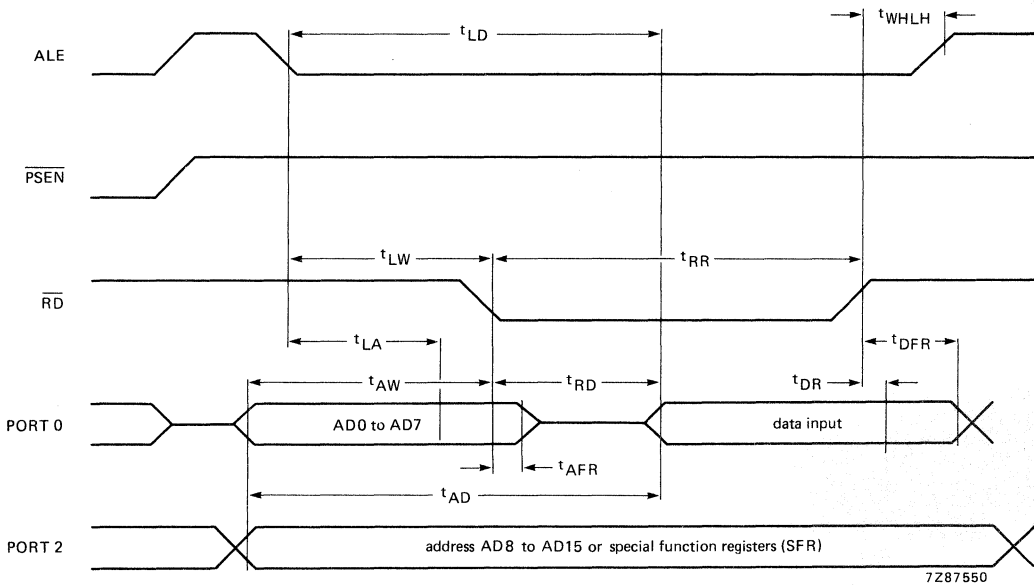 tWHLH
tLD
ALE
PSEN
tLW
tRR
RD
tLA
tDFR
tAW
tRD
tDR
PORT 0
AD0 to AD7
data input
tAFR
tAD
PORT 2
address AD8 to AD15 or special function registers (SFR)
7Z87550